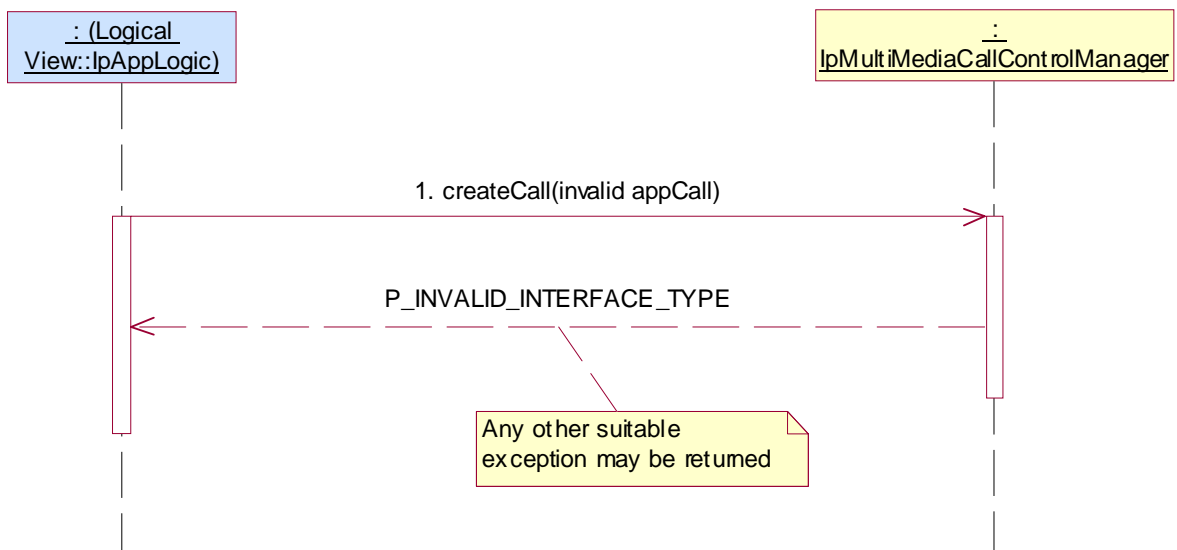 : (Logical
View::IpAppLogic)
:
IpMultiMediaCallControlManager
1. createCall(invalid appCall)
P_INVALID_INTERFACE_TYPE
Any other suitable
exception may be returned